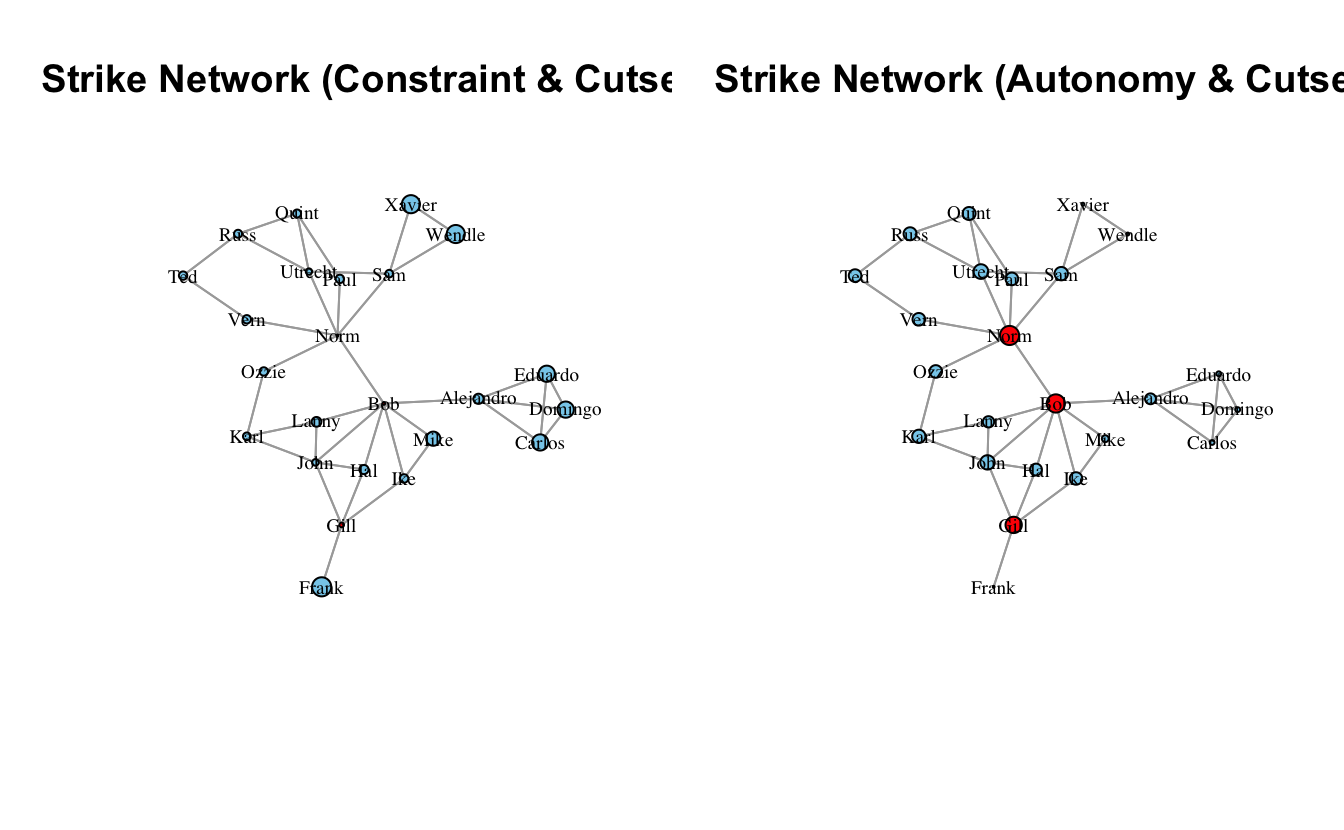 Strike Network (Constraint & Cutse
Xavier
Quint
Russ
Wendle
Utrecht
Sam
Ted
Paul
Vern
Norm
Ozzie
Eduardo
Alejandro
Bob
Domingo
Lanny
Karl
Mike
Carlos
John
Hal
Ike
Gill
Frank
Strike Network (Autonomy & Cutse
Xavier
Quint
Russ
Wendle
Utrecht
Sam
Ted
Paul
Vern
Norm
Ozzie
Eduardo
Alejandro
Bob
Domingo
Lanny
Karl
Mike
Carlos
John
Hal
Ike
Gill
Frank